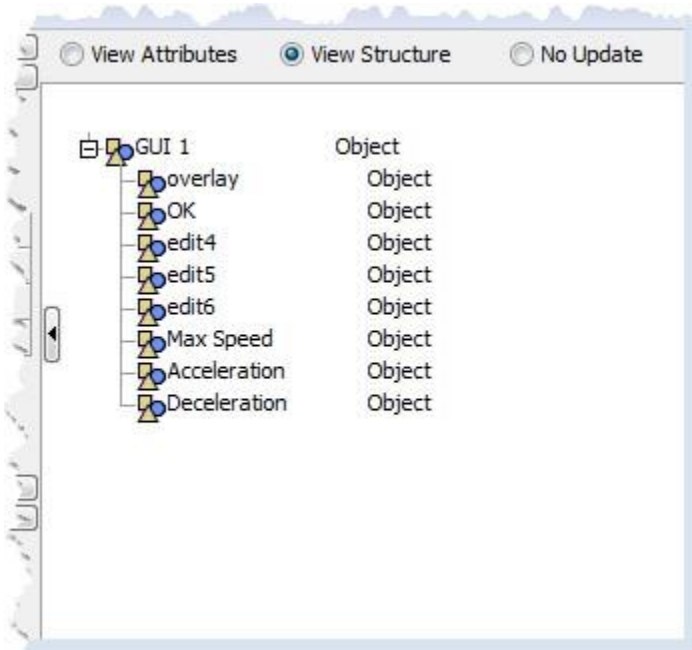 View Attributes View Structure No Update
GUI 1 Object
overlay Object
OK Object
edit4 Object
edit5 Object
edit6 Object
Max Speed Object
Acceleration Object
Deceleration Object